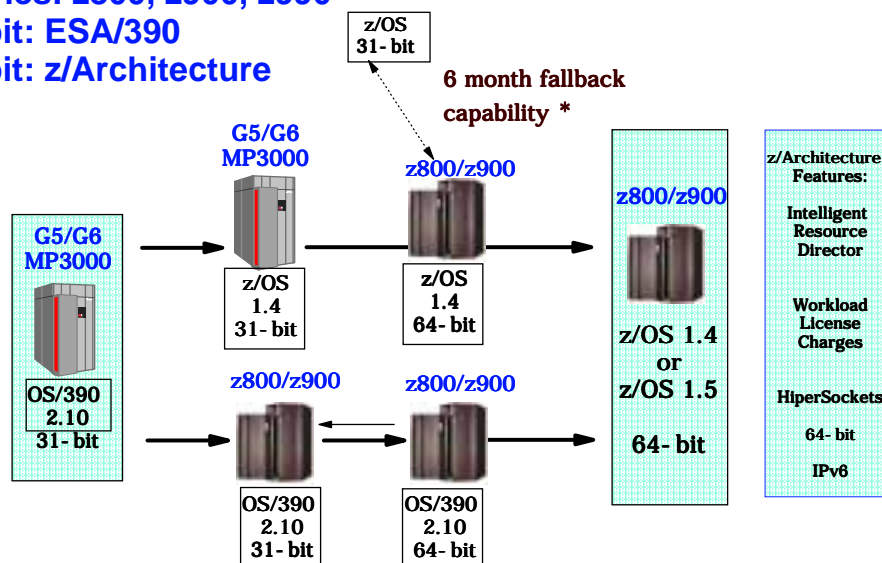 bit: ESA/390
bit: z/Architecture
z/OS
31-bit
6 month fallback
capability *
G5/G6
MP3000
z/OS
1.4
31-bit
z800/z900
z/OS
1.4
64-bit
G5/G6
MP3000
OS/390
2.10
31-bit
z800/z900
OS/390
2.10
31-bit
z800/z900
OS/390
2.10
64-bit
z800/z900
z/OS 1.4
or
z/OS 1.5
64-bit
z/Architecture
Features:
Intelligent
Resource
Director
Workload
License
Charges
HiperSockets
64-bit
IPv6